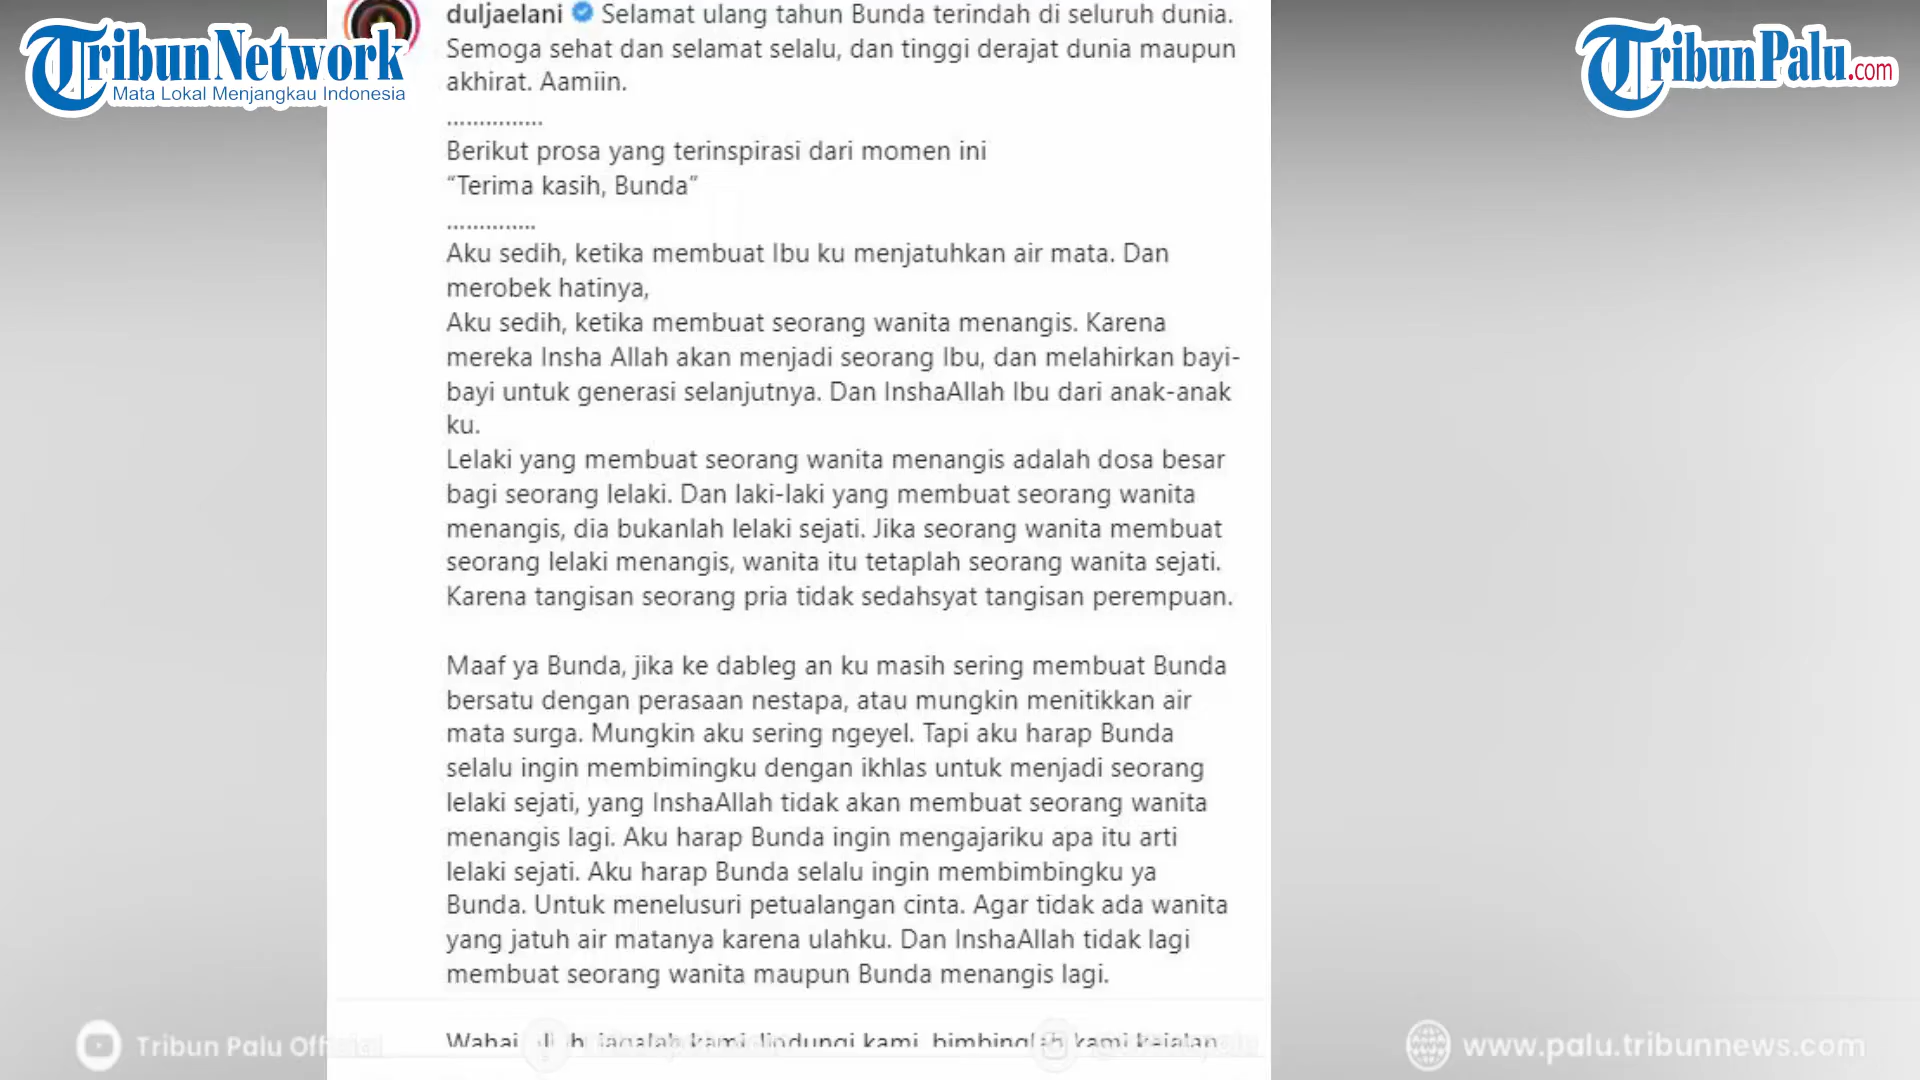 TribunNetwork
Mata Lokal Menjangkau Indonesia
TribunPalu.com
duljaelani Selamat ulang tahun Bunda terindah di seluruh dunia.
Semoga sehat dan selamat selalu, dan tinggi derajat dunia maupun
akhirat. Aamiin.
...............
Berikut prosa yang terinspirasi dari momen ini
“Terima kasih, Bunda”
..............
Aku sedih, ketika membuat Ibu ku menjatuhkan air mata. Dan
merobek hatinya,
Aku sedih, ketika membuat seorang wanita menangis. Karena
mereka Insha Allah akan menjadi seorang Ibu, dan melahirkan bayi-
bayi untuk generasi selanjutnya. Dan InshaAllah Ibu dari anak-anak
ku.
Lelaki yang membuat seorang wanita menangis adalah dosa besar
bagi seorang lelaki. Dan laki-laki yang membuat seorang wanita
menangis, dia bukanlah lelaki sejati. Jika seorang wanita membuat
seorang lelaki menangis, wanita itu tetaplah seorang wanita sejati.
Karena tangisan seorang pria tidak sedahsyat tangisan perempuan.
Maaf ya Bunda, jika ke dableg an ku masih sering membuat Bunda
bersatu dengan perasaan nestapa, atau mungkin menitikkan air
mata surga. Mungkin aku sering ngeyel. Tapi aku harap Bunda
selalu ingin membimingku dengan ikhlas untuk menjadi seorang
lelaki sejati, yang InshaAllah tidak akan membuat seorang wanita
menangis lagi. Aku harap Bunda ingin mengajariku apa itu arti
lelaki sejati. Aku harap Bunda selalu ingin membimbingku ya
Bunda. Untuk menelusuri petualangan cinta. Agar tidak ada wanita
yang jatuh air matanya karena ulahku. Dan InshaAllah tidak lagi
membuat seorang wanita maupun Bunda menangis lagi.
Wahai jagalah kami, lindungi kami, bimbinglah kami kejalan
Tribun Palu Official
www.palu.tribunnews.com